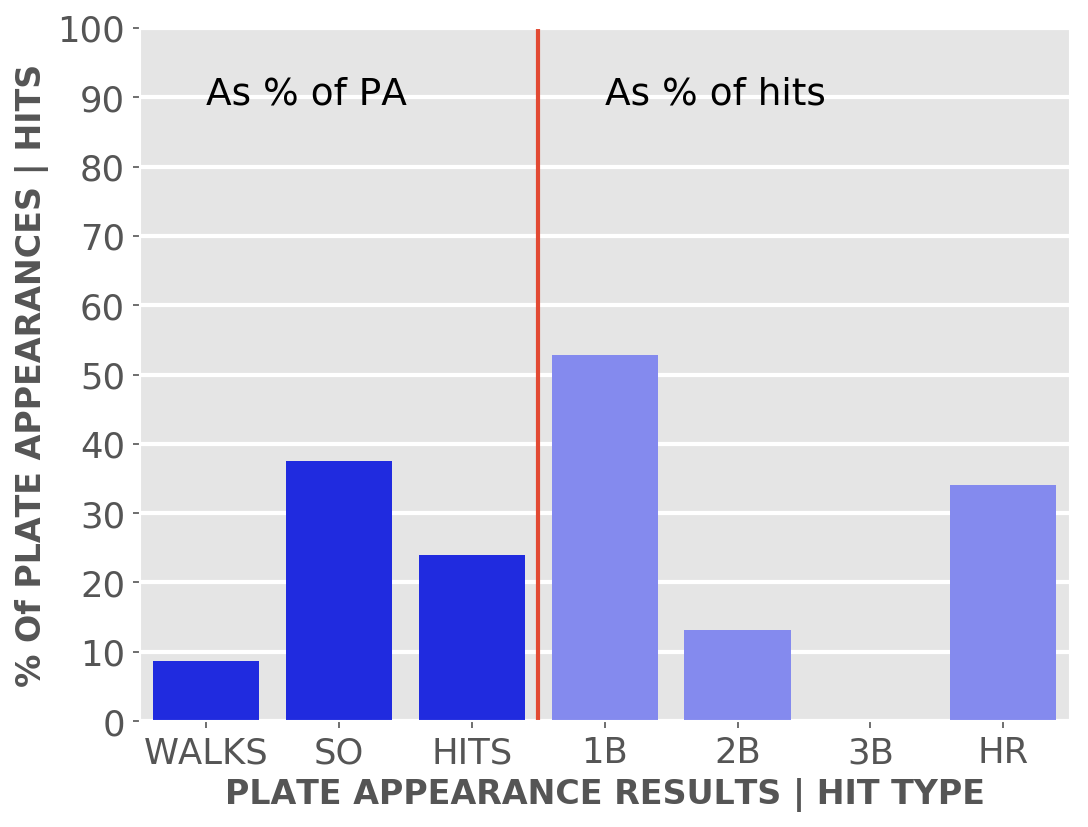 100
90
80
70
60
50
40
30
20
10
0
% Of PLATE APPEARANCES | HITS
As % of PA
As % of hits
WALKS SO HITS 1B 2B 3B HR
PLATE APPEARANCE RESULTS | HIT TYPE